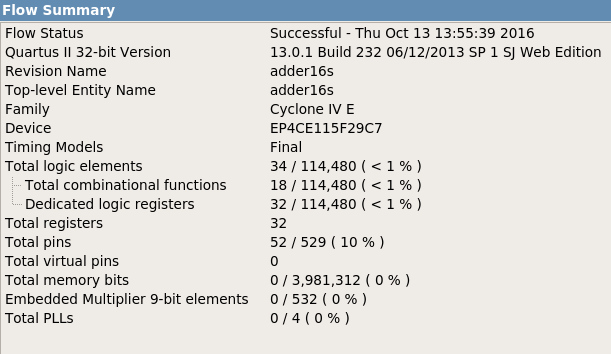 Flow Summary
Flow Status Successful - Thu Oct 13 13:55:39 2016
Quartus II 32-bit Version 13.0.1 Build 232 06/12/2013 SP 1 SJ Web Edition
Revision Name adder16s
Top-level Entity Name adder16s
Family Cyclone IV E
Device EP4CE115F29C7
Timing Models Final
Total logic elements 34 / 114,480 ( < 1 % )
Total combinational functions 18 / 114,480 ( < 1 % )
Dedicated logic registers 32 / 114,480 ( < 1 % )
Total registers 32
Total pins 52 / 529 ( 10 % )
Total virtual pins 0
Total memory bits 0 / 3,981,312 ( 0 % )
Embedded Multiplier 9-bit elements 0 / 532 ( 0 % )
Total PLLs 0 / 4 ( 0 % )